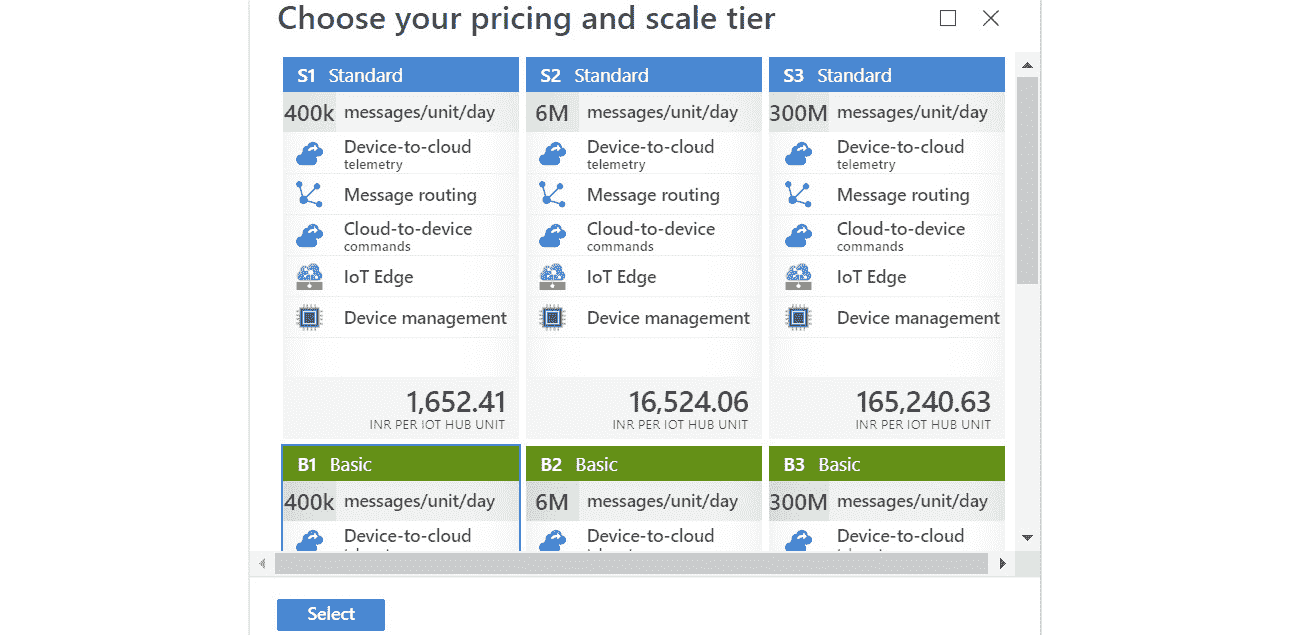 Choose your pricing and scale tier
S1 Standard
400k messages/unit/day
Device-to-cloud
telemetry
Message routing
Cloud-to-device
commands
IoT Edge
Device management
1,652.41
INR PER IOT HUB UNIT
S2 Standard
6M messages/unit/day
Device-to-cloud
telemetry
Message routing
Cloud-to-device
commands
IoT Edge
Device management
16,524.06
INR PER IOT HUB UNIT
S3 Standard
300M messages/unit/day
Device-to-cloud
telemetry
Message routing
Cloud-to-device
commands
IoT Edge
Device management
165,240.63
INR PER IOT HUB UNIT
B1 Basic
400k messages/unit/day
Device-to-cloud
B2 Basic
6M messages/unit/day
Device-to-cloud
B3 Basic
300M messages/unit/day
Device-to-cloud
Select